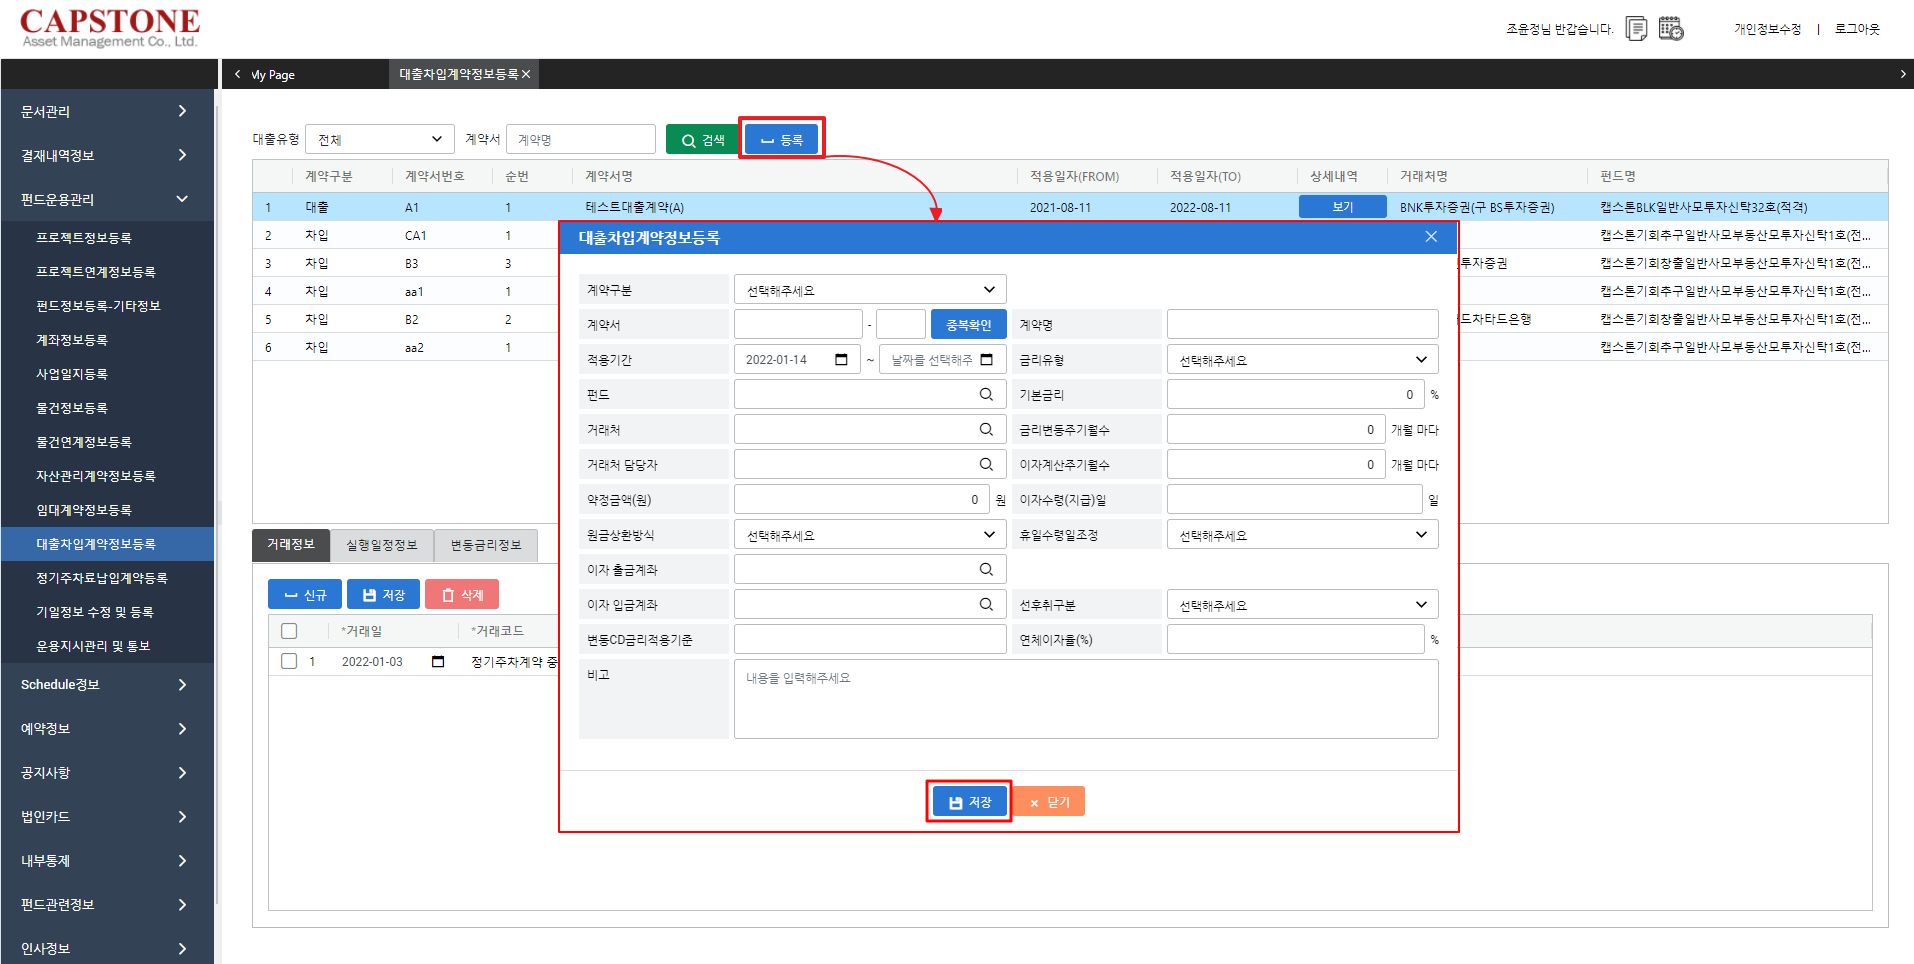 CAPSTONE
Asset Management Co., Ltd.
조윤정님 반갑습니다.
개인정보수정 | 로그아웃
My Page
대출차입계약정보등록
문서관리
결재내역정보
펀드운용관리
프로젝트정보등록
프로젝트연계정보등록
펀드정보등록-기타정보
계좌정보등록
사업일지등록
물건정보등록
물건연계정보등록
자산관리계약정보등록
임대계약정보등록
대출차입계약정보등록
정기주차료납입계약등록
기일정보 수정 및 등록
운용지시관리 및 통보
Schedule정보
예약정보
공지사항
법인카드
내부통제
펀드관련정보
인사정보
대출유형 전체 계약서 계약명 검색 등록
계약구분 계약서번호 순번 계약서명 적용일자(FROM) 적용일자(TO) 상세내역 거래처명 펀드명
1 대출 A1 1 테스트대출계약(A) 2021-08-11 2022-08-11 보기 BNK투자증권(구 BS투자증권) 캡스톤BLK일반사모투자신탁32호(적격)
2 차입 CA1 1 캡스톤기회추구일반사모부동산모투자신탁1호(전...
3 차입 B3 3 투자증권 캡스톤기회창출일반사모부동산모투자신탁1호(전...
4 차입 aa1 1 캡스톤기회추구일반사모부동산모투자신탁1호(전...
5 차입 B2 2 드차타드은행 캡스톤기회창출일반사모부동산모투자신탁1호(전...
6 차입 aa2 1 캡스톤기회추구일반사모부동산모투자신탁1호(전...
거래정보 실행일정정보 변동금리정보
신규 저장 삭제
*거래일 *거래코드
1 2022-01-03 정기주차계약 중
대출차입계약정보등록
계약구분 선택해주세요
계약서 - 중복확인 계약명
적용기간 2022-01-14 ~ 날짜를 선택해주 금리유형 선택해주세요
펀드 기본금리 0 %
거래처 금리변동주기월수 0 개월 마다
거래처 담당자 이자계산주기월수 0 개월 마다
약정금액(원) 0 원 이자수령(지급)일 일
원금상환방식 선택해주세요 휴일수령일조정 선택해주세요
이자 출금계좌
이자 입금계좌 선후취구분 선택해주세요
변동CD금리적용기준 연체이자율(%) %
비고 내용을 입력해주세요
저장 닫기